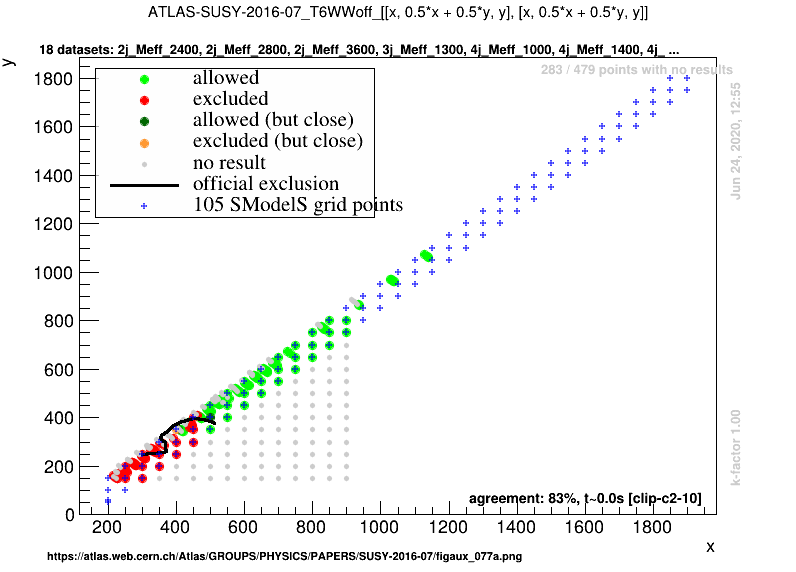 ATLAS-SUSY-2016-07_T6WWoff_[[x, 0.5*x + 0.5*y, y], [x, 0.5*x + 0.5*y, y]]
18 datasets: 2j_Meff_2400, 2j_Meff_2800, 2j_Meff_3600, 3j_Meff_1300, 4j_Meff_1000, 4j_Meff_1400, 4j_ ...
y
283 / 479 points with no results
allowed
excluded
allowed (but close)
excluded (but close)
no result
official exclusion
105 SModelS grid points
Jun 24, 2020, 12:55
k-factor 1.00
1800
1600
1400
1200
1000
800
600
400
200
0
agreement: 83%, t~0.0s [clip-c2-10]
200 400 600 800 1000 1200 1400 1600 1800
x
https://atlas.web.cern.ch/Atlas/GROUPS/PHYSICS/PAPERS/SUSY-2016-07/figaux_077a.png